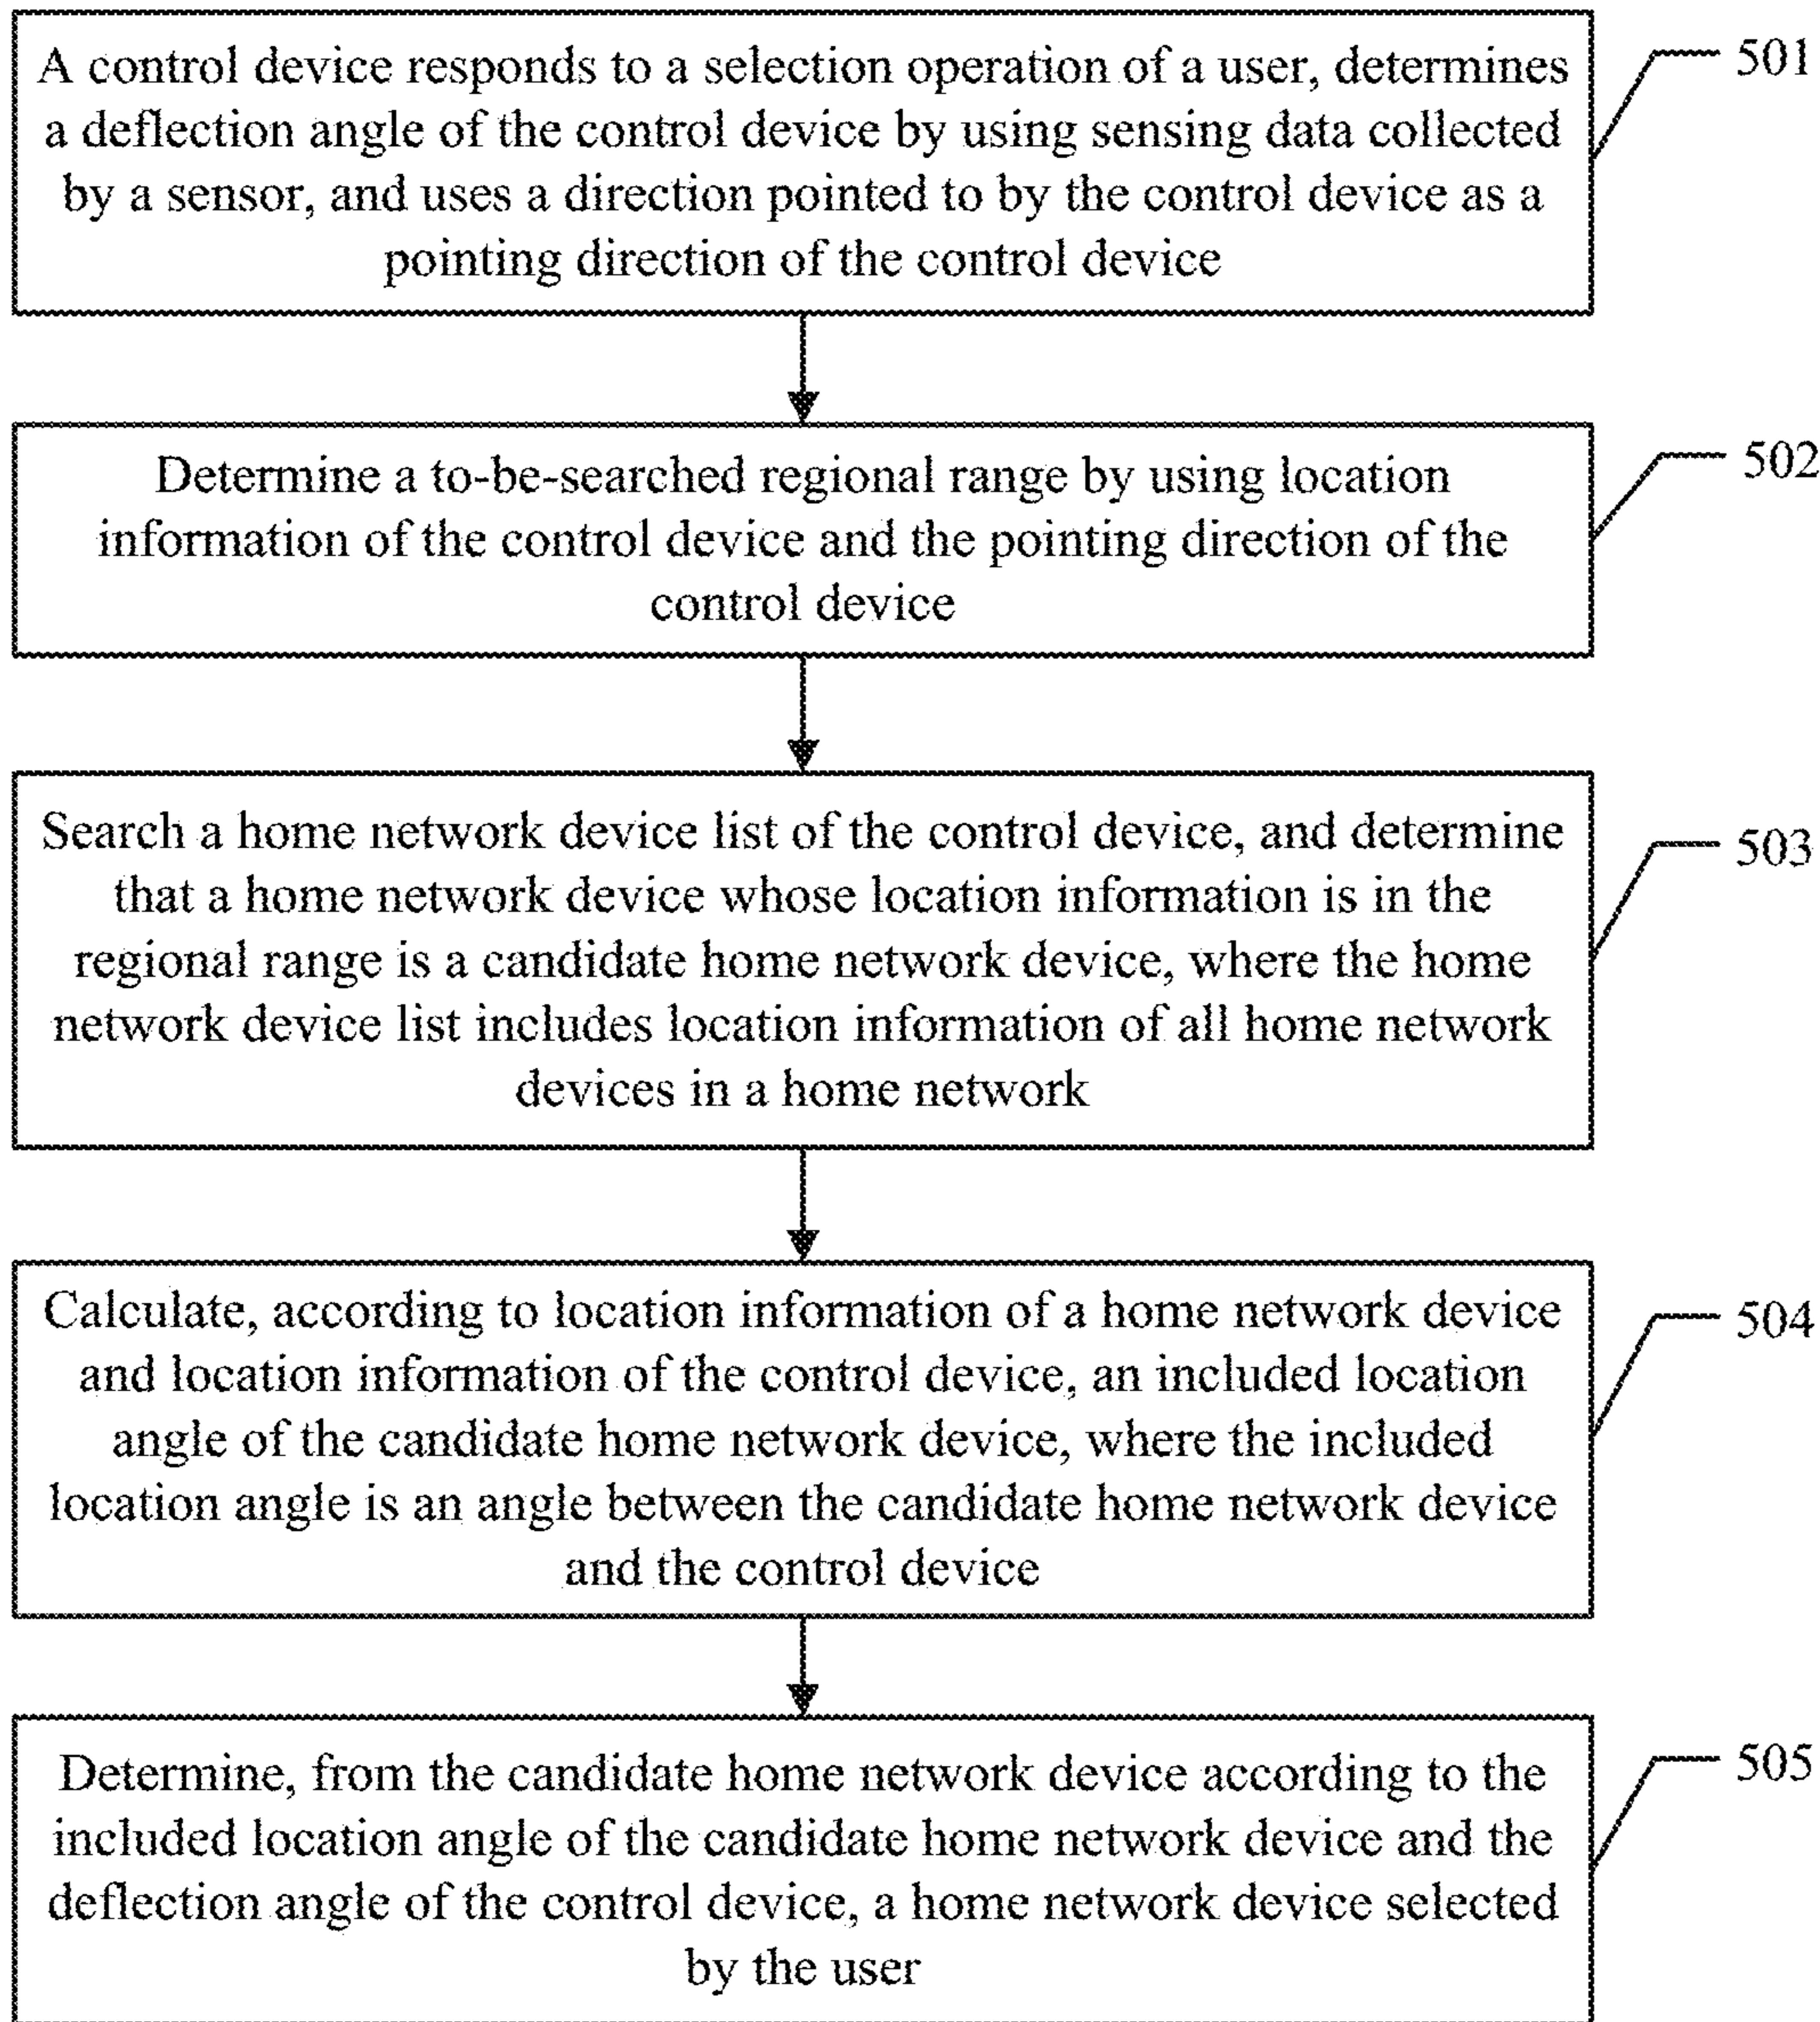 A control device responds to a selection operation of a user, determines
a deflection angle of the control device by using sensing data collected
by a sensor, and uses a direction pointed to by the control device as a
pointing direction of the control device
501
Determine a to-be-searched regional range by using location
information of the control device and the pointing direction of the
control device
502
Search a home network device list of the control device, and determine
that a home network device whose location information is in the
regional range is a candidate home network device, where the home
network device list includes location information of all home network
devices in a home network
503
Calculate, according to location information of a home network device
and location information of the control device, an included location
angle of the candidate home network device, where the included
location angle is an angle between the candidate home network device
and the control device
504
Determine, from the candidate home network device according to the
included location angle of the candidate home network device and the
deflection angle of the control device, a home network device selected
by the user
505